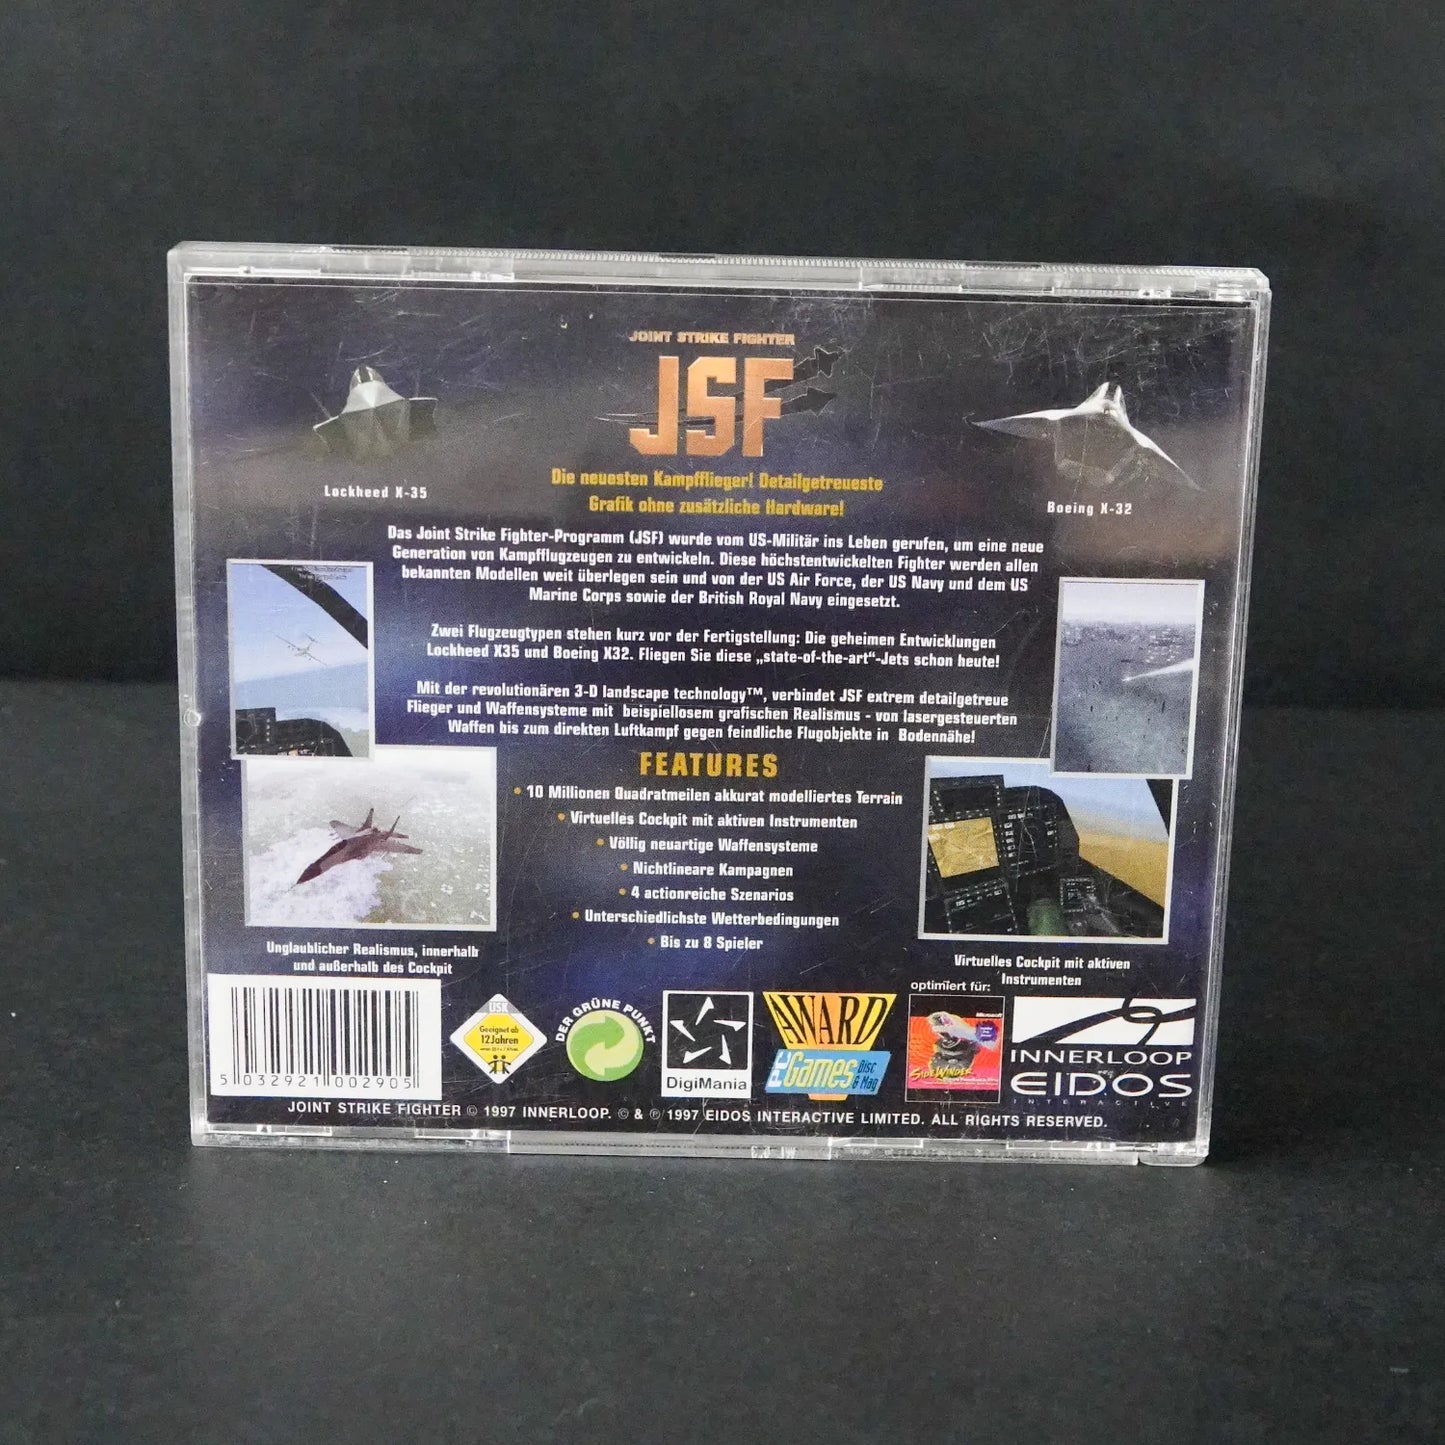 JOINT STRIKE FIGHTER
JSF
Lockheed X-35
Boeing X-32
Die neuesten Kampfflieger! Detailgetreueste
Grafik ohne zusätzliche Hardware!
Das Joint Strike Fighter-Programm (JSF) wurde vom US-Militär ins Leben gerufen, um eine neue
Generation von Kampfflugzeugen zu entwickeln. Diese höchstentwickelten Fighter werden allen
bekannten Modellen weit überlegen sein und von der US Air Force, der US Navy und dem US
Marine Corps sowie der British Royal Navy eingesetzt.
Zwei Flugzeugtypen stehen kurz vor der Fertigstellung: Die geheimen Entwicklungen
Lockheed X35 und Boeing X32. Fliegen Sie diese „state-of-the-art“-Jets schon heute!
Mit der revolutionären 3-D landscape technology™, verbindet JSF extrem detailgetreue
Flieger und Waffensysteme mit beispiellosem grafischen Realismus - von lasergesteuerten
Waffen bis zum direkten Luftkampf gegen feindliche Flugobjekte in Bodennähe!
FEATURES
• 10 Millionen Quadratmeilen akkurat modelliertes Terrain
• Virtuelles Cockpit mit aktiven Instrumenten
• Völlig neuartige Waffensysteme
• Nichtlineare Kampagnen
• 4 actionreiche Szenarios
• Unterschiedlichste Wetterbedingungen
• Bis zu 8 Spieler
Unglaublicher Realismus, innerhalb
und außerhalb des Cockpit
Virtuelles Cockpit mit aktiven
Instrumenten
optimiert für:
5 032921 002905
USK
Geeignet ab
12 Jahren
DER GRÜNE PUNKT
DigiMania
AWARD
PC Games Disc & Mag
Microsoft
SIDEWINDER
INNERLOOP
EIDOS
INTERACTIVE
JOINT STRIKE FIGHTER © 1997 INNERLOOP. © & ℗ 1997 EIDOS INTERACTIVE LIMITED. ALL RIGHTS RESERVED.